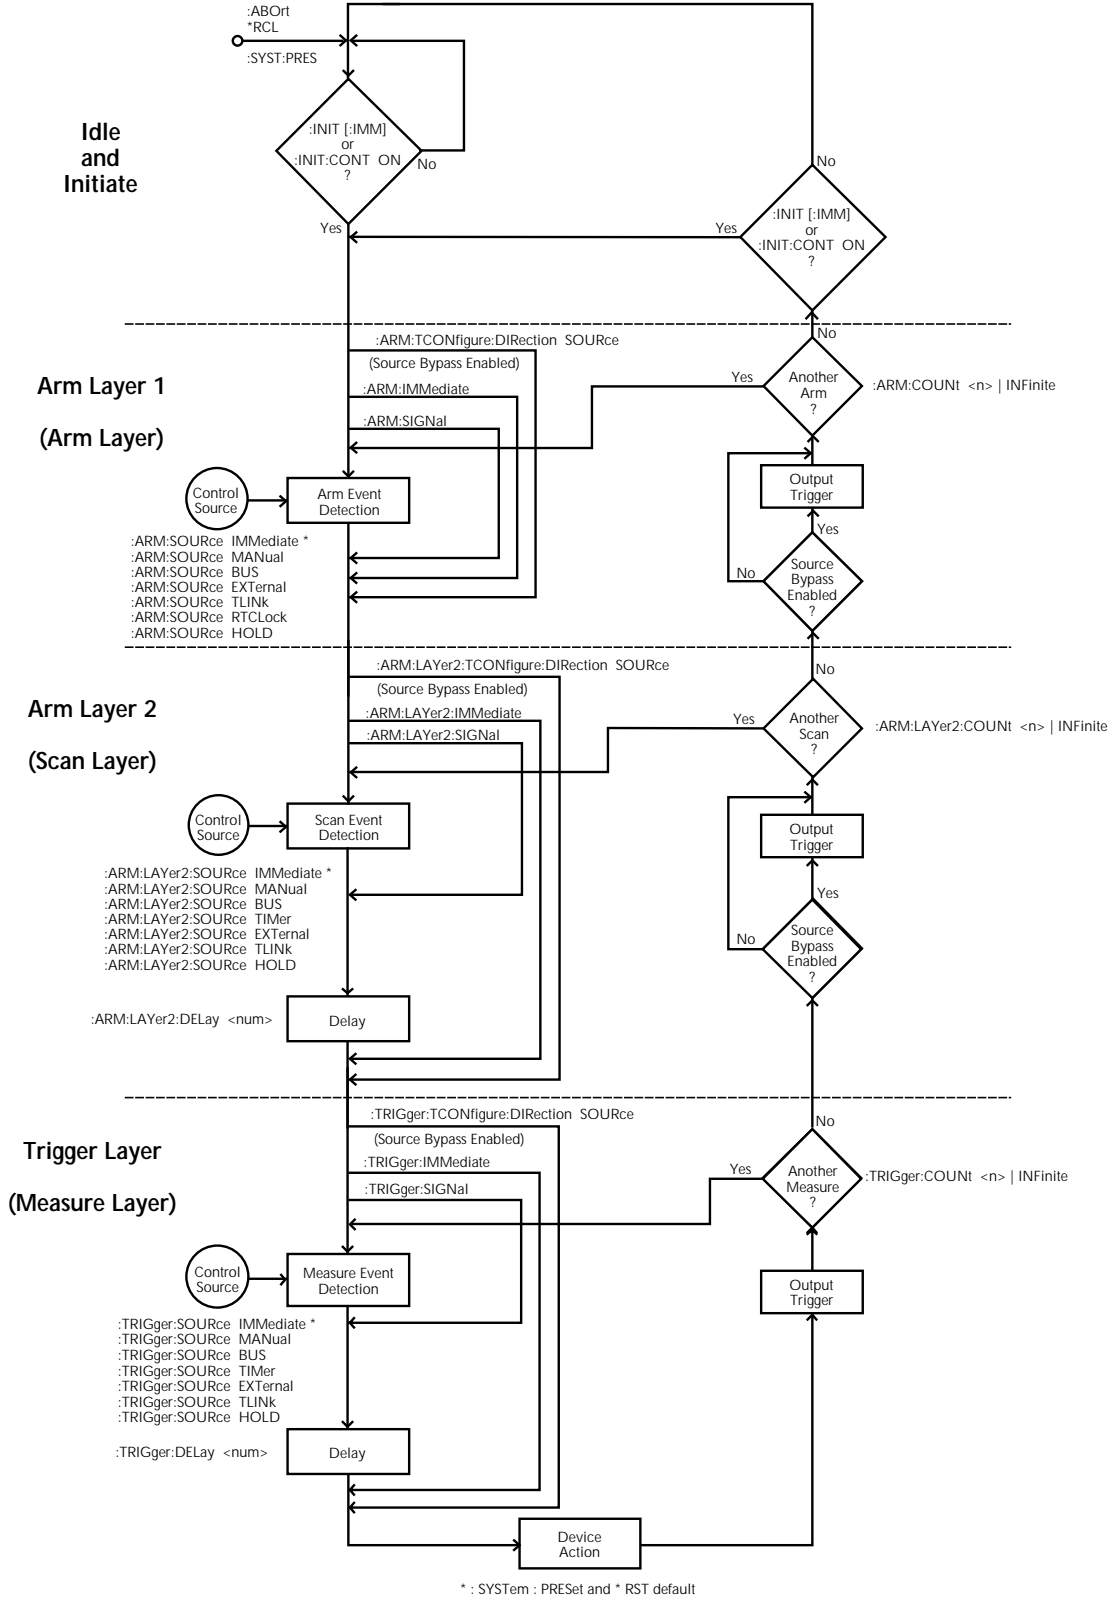 :ABOrt
*RCL
:SYST:PRES
Idle
and
Initiate
:INIT [:IMM]
or
:INIT:CONT ON
?
No
Yes
No
:INIT [:IMM]
or
:INIT:CONT ON
?
Yes
No
Arm Layer 1
(Arm Layer)
:ARM:TCONfigure:DIRection SOURce
(Source Bypass Enabled)
:ARM:IMMediate
:ARM:SIGNal
Yes
Another
Arm
?
:ARM:COUNt <n> | INFinite
Output
Trigger
Yes
Control
Source
Arm Event
Detection
:ARM:SOURce IMMediate *
:ARM:SOURce MANual
:ARM:SOURce BUS
:ARM:SOURce EXTernal
:ARM:SOURce TLINk
:ARM:SOURce RTCLock
:ARM:SOURce HOLD
No
Source
Bypass
Enabled
?
No
Arm Layer 2
(Scan Layer)
:ARM:LAYer2:TCONfigure:DIRection SOURce
(Source Bypass Enabled)
:ARM:LAYer2:IMMediate
:ARM:LAYer2:SIGNal
Yes
Another
Scan
?
:ARM:LAYer2:COUNt <n> | INFinite
Output
Trigger
Yes
Control
Source
Scan Event
Detection
:ARM:LAYer2:SOURce IMMediate *
:ARM:LAYer2:SOURce MANual
:ARM:LAYer2:SOURce BUS
:ARM:LAYer2:SOURce TIMer
:ARM:LAYer2:SOURce EXTernal
:ARM:LAYer2:SOURce TLINk
:ARM:LAYer2:SOURce HOLD
No
Source
Bypass
Enabled
?
:ARM:LAYer2:DELay <num>
Delay
No
Trigger Layer
(Measure Layer)
:TRIGger:TCONfigure:DIRection SOURce
(Source Bypass Enabled)
:TRIGger:IMMediate
:TRIGger:SIGNal
Yes
Another
Measure
?
:TRIGger:COUNt <n> | INFinite
Control
Source
Measure Event
Detection
Output
Trigger
:TRIGger:SOURce IMMediate *
:TRIGger:SOURce MANual
:TRIGger:SOURce BUS
:TRIGger:SOURce TIMer
:TRIGger:SOURce EXTernal
:TRIGger:SOURce TLINk
:TRIGger:SOURce HOLD
:TRIGger:DELay <num>
Delay
Device
Action
* : SYSTem : PRESet and * RST default